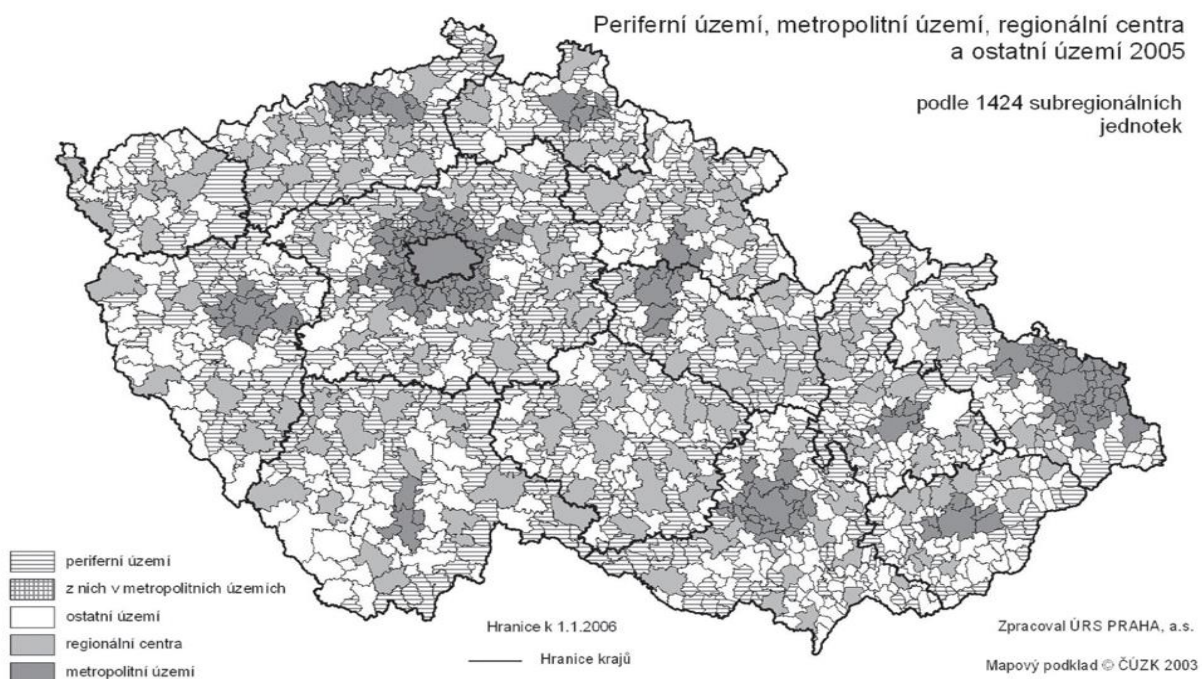 Periferní území, metropolitní území, regionální centra
a ostatní území 2005
podle 1424 subregionálních
jednotek
periferní území
z nich v metropolitních územích
ostatní území
regionální centra
metropolitní území
Hranice k 1.1.2006
Hranice krajů
Zpracoval ÚRS PRAHA, a.s.
Mapový podklad © ČÚZK 2003